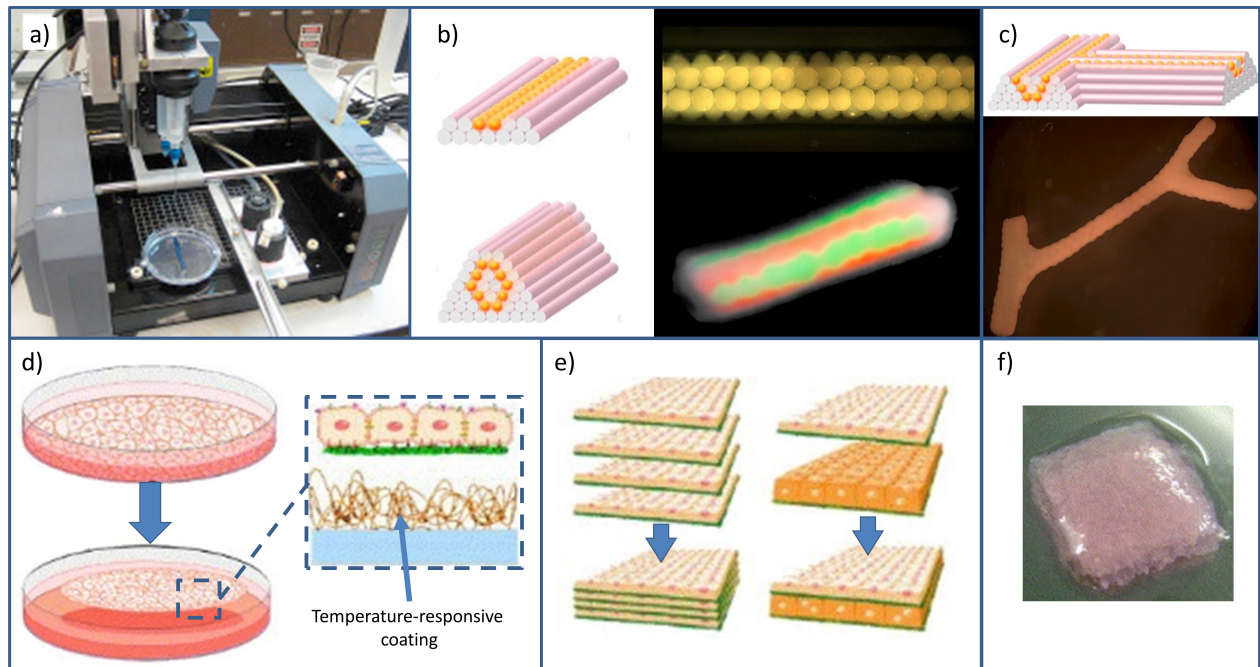 a)
b)
c)
d)
Temperature-responsive
coating
e)
f)